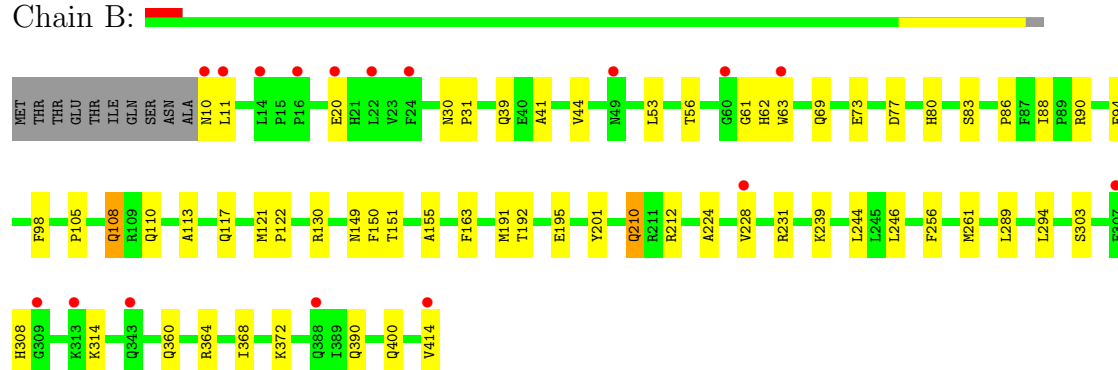 Chain B:
MET THR THR GLU THR ILE GLN SER ASN ALA N10 L11 L14 P15 P16 E20 H21 L22 V23 F24 N30 P31 Q39 E40 A41 V44 N49 L53 T56 G60 G61 H62 W63 Q69 E73 D77 H80 S83 P86 F87 I88 P89 R90
F98 P105 Q108 R109 Q110 A113 Q117 M121 P122 R130 N149 F150 T151 A155 F163 M191 T192 E195 Y201 Q210 R211 R212 A224 V228 R231 K239 L244 L245 L246 F256 M261 L289 L294 S303
H308 G309 K313 K314 Q343 Q360 R364 I368 K372 Q388 I389 Q390 Q400 V414